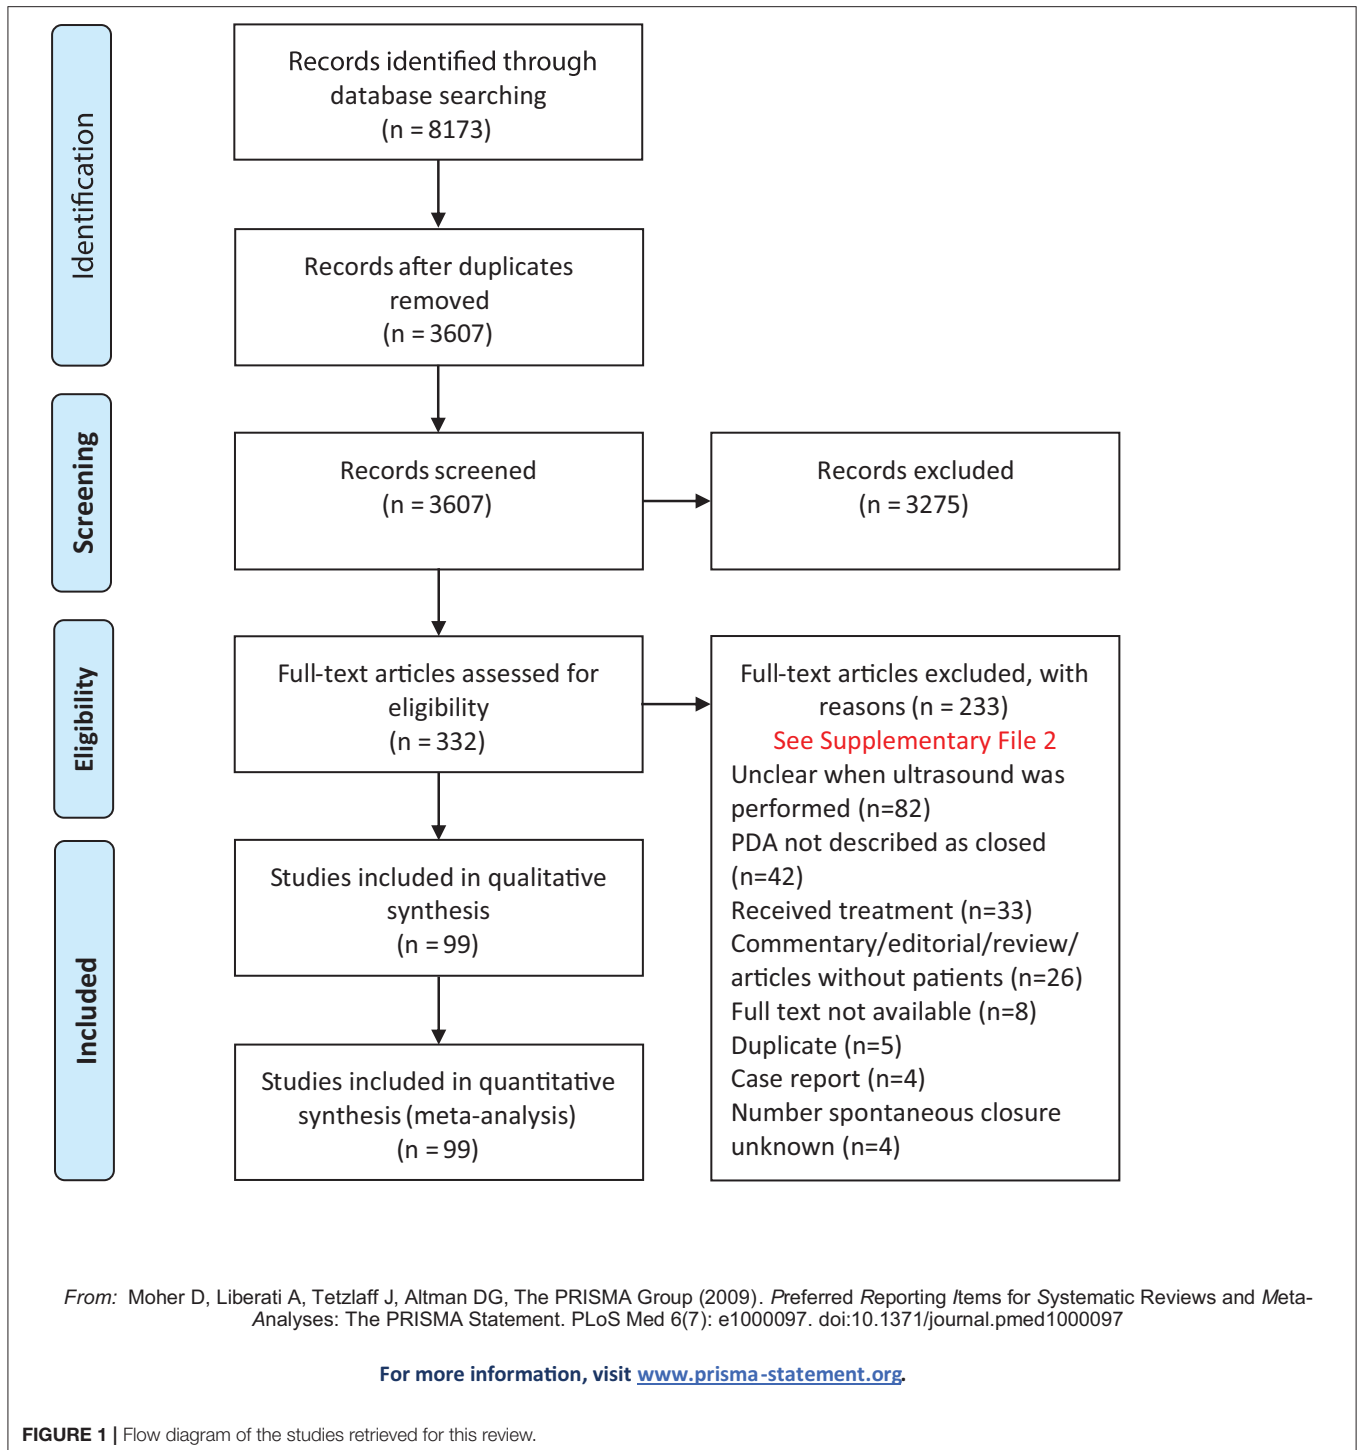 Identification
Records identified through
database searching
(n = 8173)
Records after duplicates
removed
(n = 3607)
Screening
Records screened
(n = 3607)
Records excluded
(n = 3275)
Eligibility
Full-text articles assessed for
eligibility
(n = 332)
Full-text articles excluded, with
reasons (n = 233)
See Supplementary File 2
Unclear when ultrasound was
performed (n=82)
PDA not described as closed
(n=42)
Received treatment (n=33)
Commentary/editorial/review/
articles without patients (n=26)
Full text not available (n=8)
Duplicate (n=5)
Case report (n=4)
Number spontaneous closure
unknown (n=4)
Included
Studies included in qualitative
synthesis
(n = 99)
Studies included in quantitative
synthesis (meta-analysis)
(n = 99)
From: Moher D, Liberati A, Tetzlaff J, Altman DG, The PRISMA Group (2009). Preferred Reporting Items for Systematic Reviews and Meta-
Analyses: The PRISMA Statement. PLoS Med 6(7): e1000097. doi:10.1371/journal.pmed1000097
For more information, visit www.prisma-statement.org.
FIGURE 1 | Flow diagram of the studies retrieved for this review.